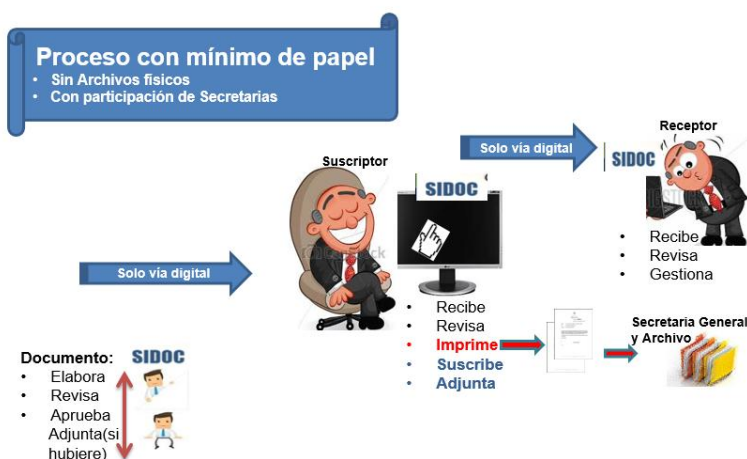 Proceso con mínimo de papel
• Sin Archivos físicos
• Con participación de Secretarias
Solo vía digital
Receptor
SIDOC
Suscriptor
SIDOC
• Recibe
• Revisa
• Gestiona
Solo vía digital
• Recibe
• Revisa
• Imprime
• Suscribe
• Adjunta
Secretaria General
y Archivo
Documento:
SIDOC
• Elabora
• Revisa
• Aprueba
Adjunta(si
hubiere)